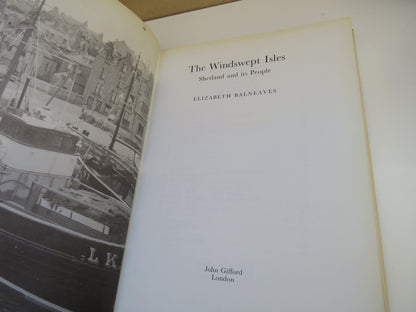 The Windswept Isles
Shetland and its People
ELIZABETH BALNEAVES
John Gifford
London
LK